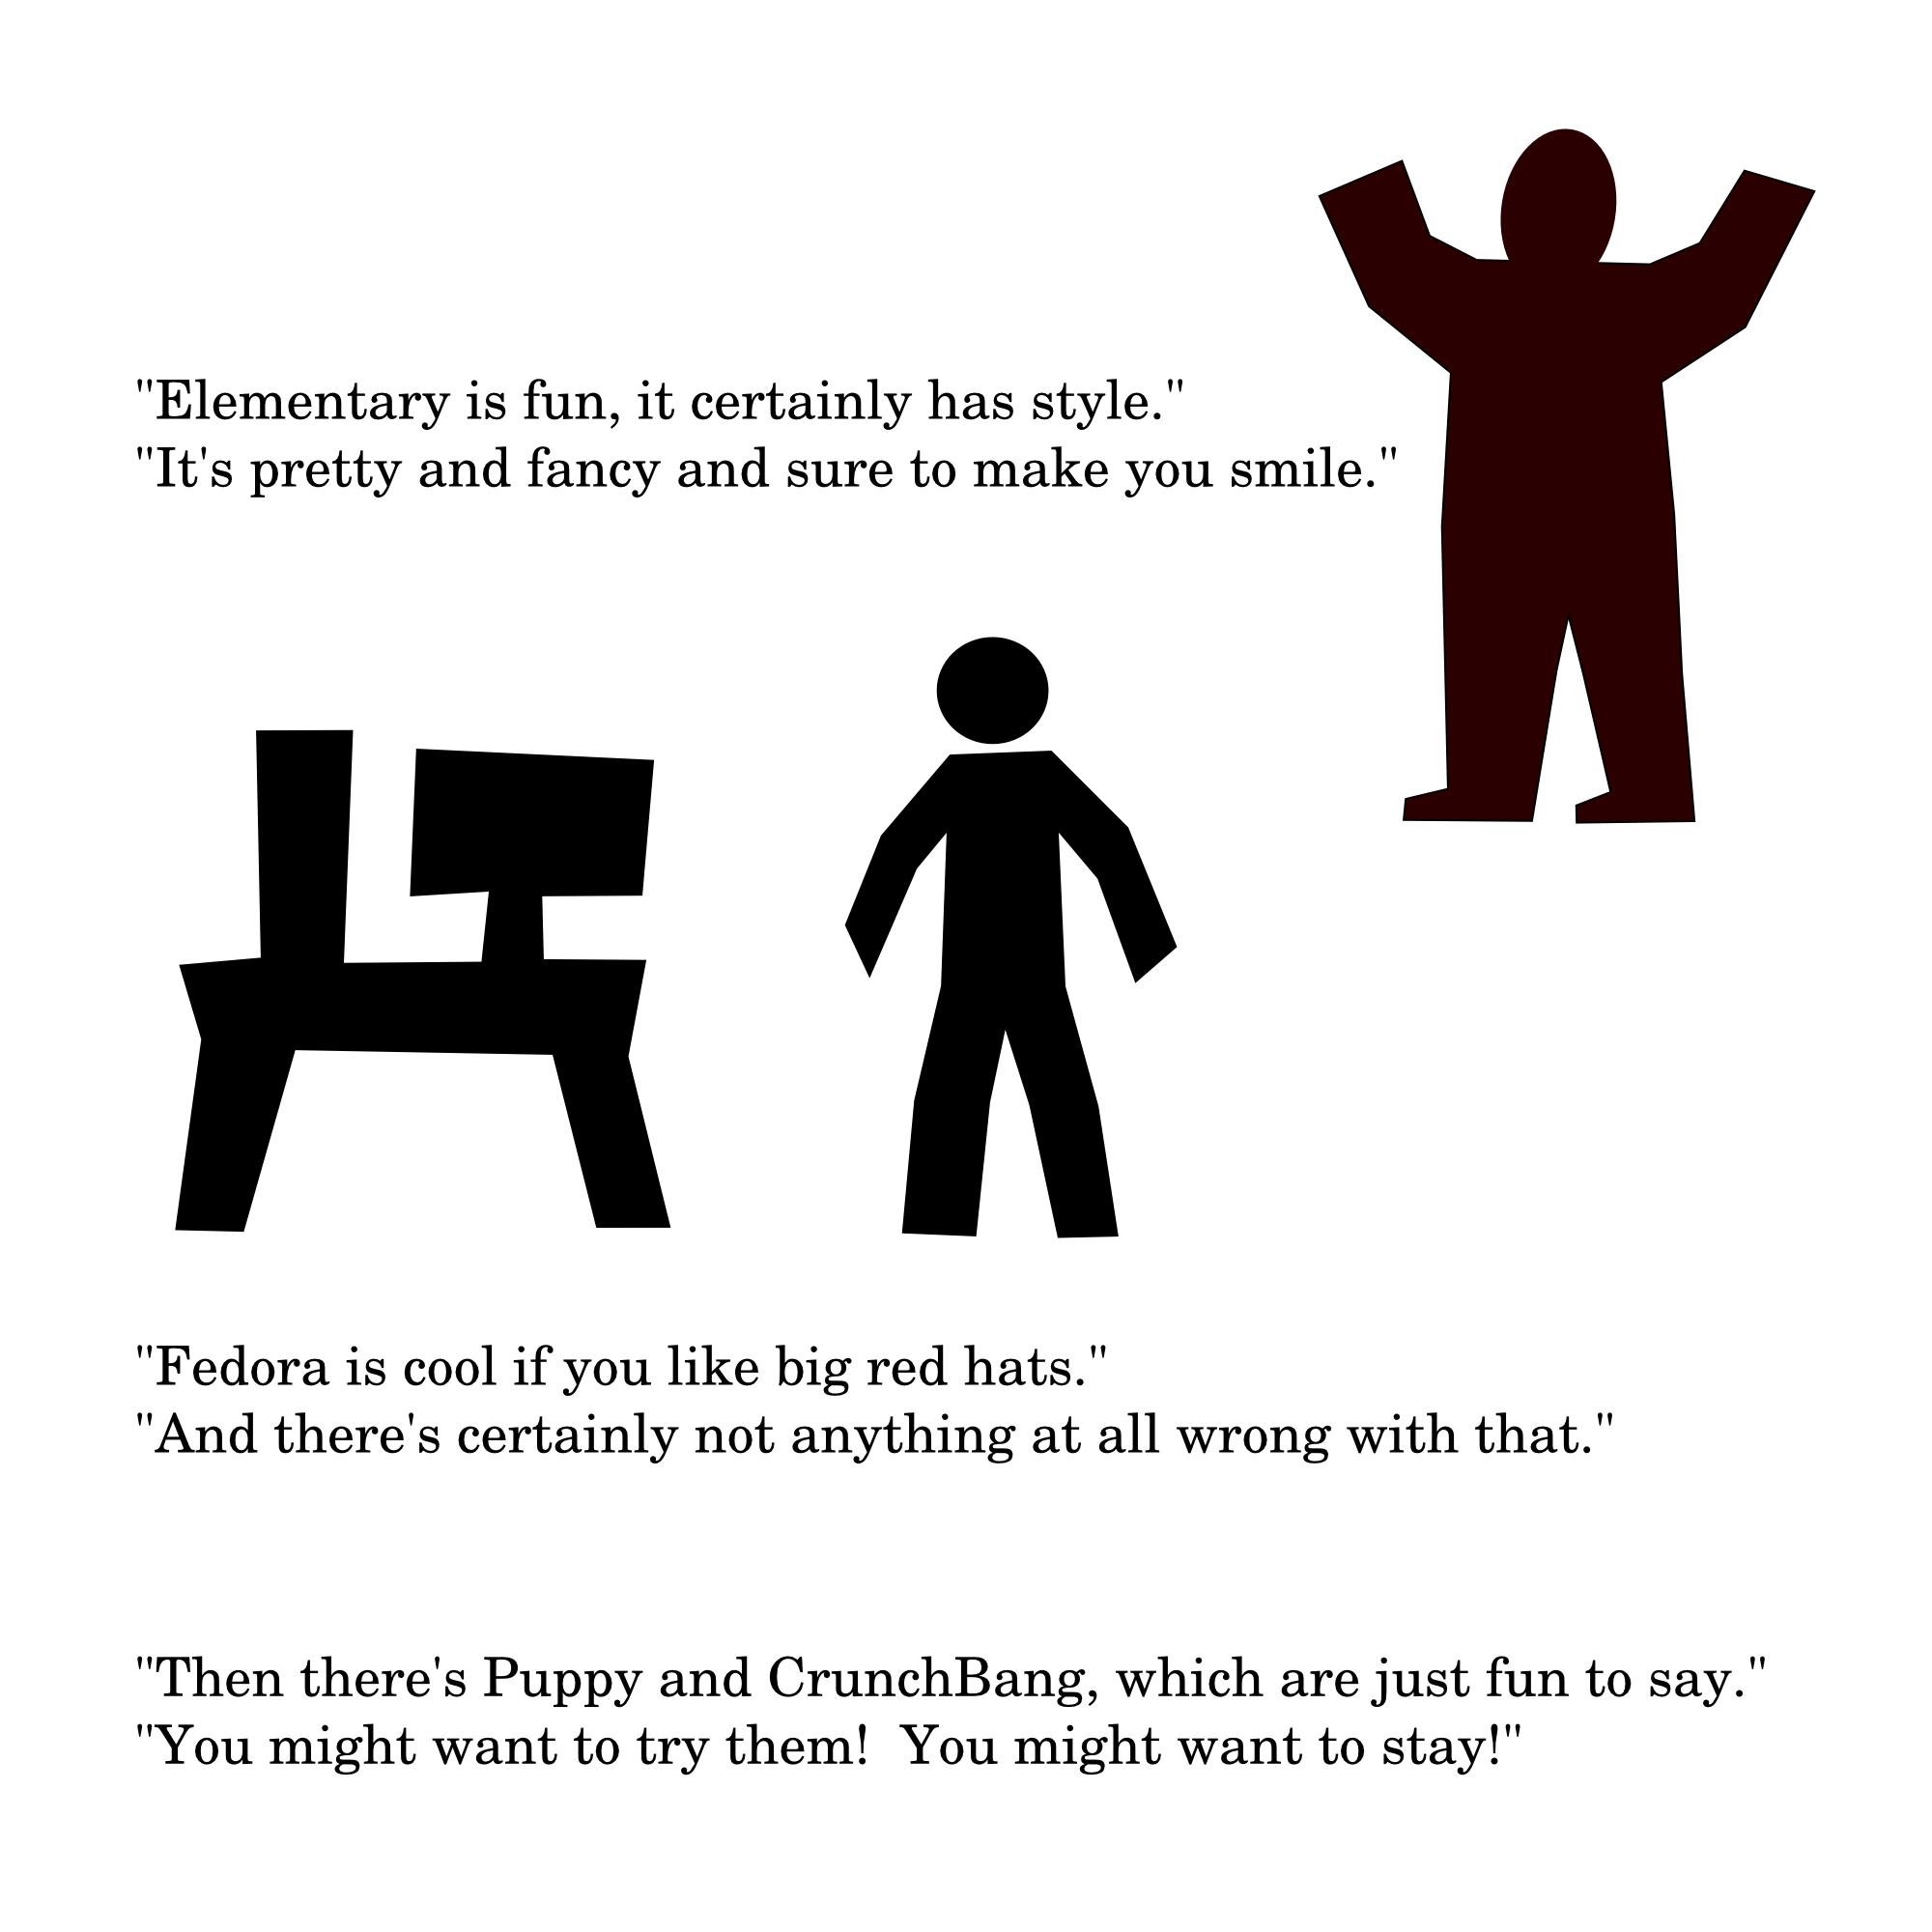 "Elementary is fun, it certainly has style."
"It's pretty and fancy and sure to make you smile."
"Fedora is cool if you like big red hats."
"And there's certainly not anything at all wrong with that."
"Then there's Puppy and CrunchBang, which are just fun to say."
"You might want to try them!  You might want to stay!"